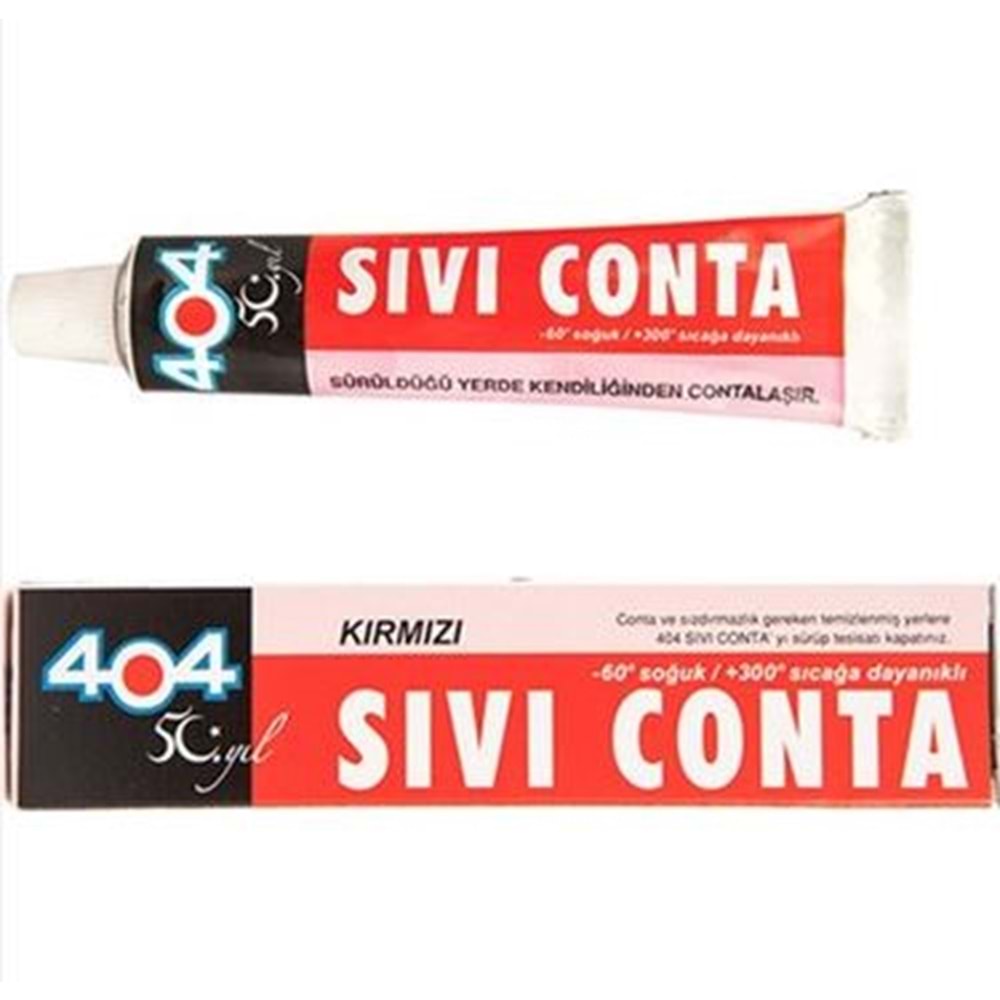 404
50.yıl
SIVI CONTA
-60° soğuk / +300° sıcağa dayanıklı
SÜRÜLDÜĞÜ YERDE KENDİLİĞİNDEN CONTALAŞIR.
KIRMIZI
Conta ve sızdırmazlık gereken temizlenmiş yerlere
404 SIVI CONTA' yı sürüp tesisatı kapatınız.
404
50.yıl
-60° soğuk / +300° sıcağa dayanıklı
SIVI CONTA